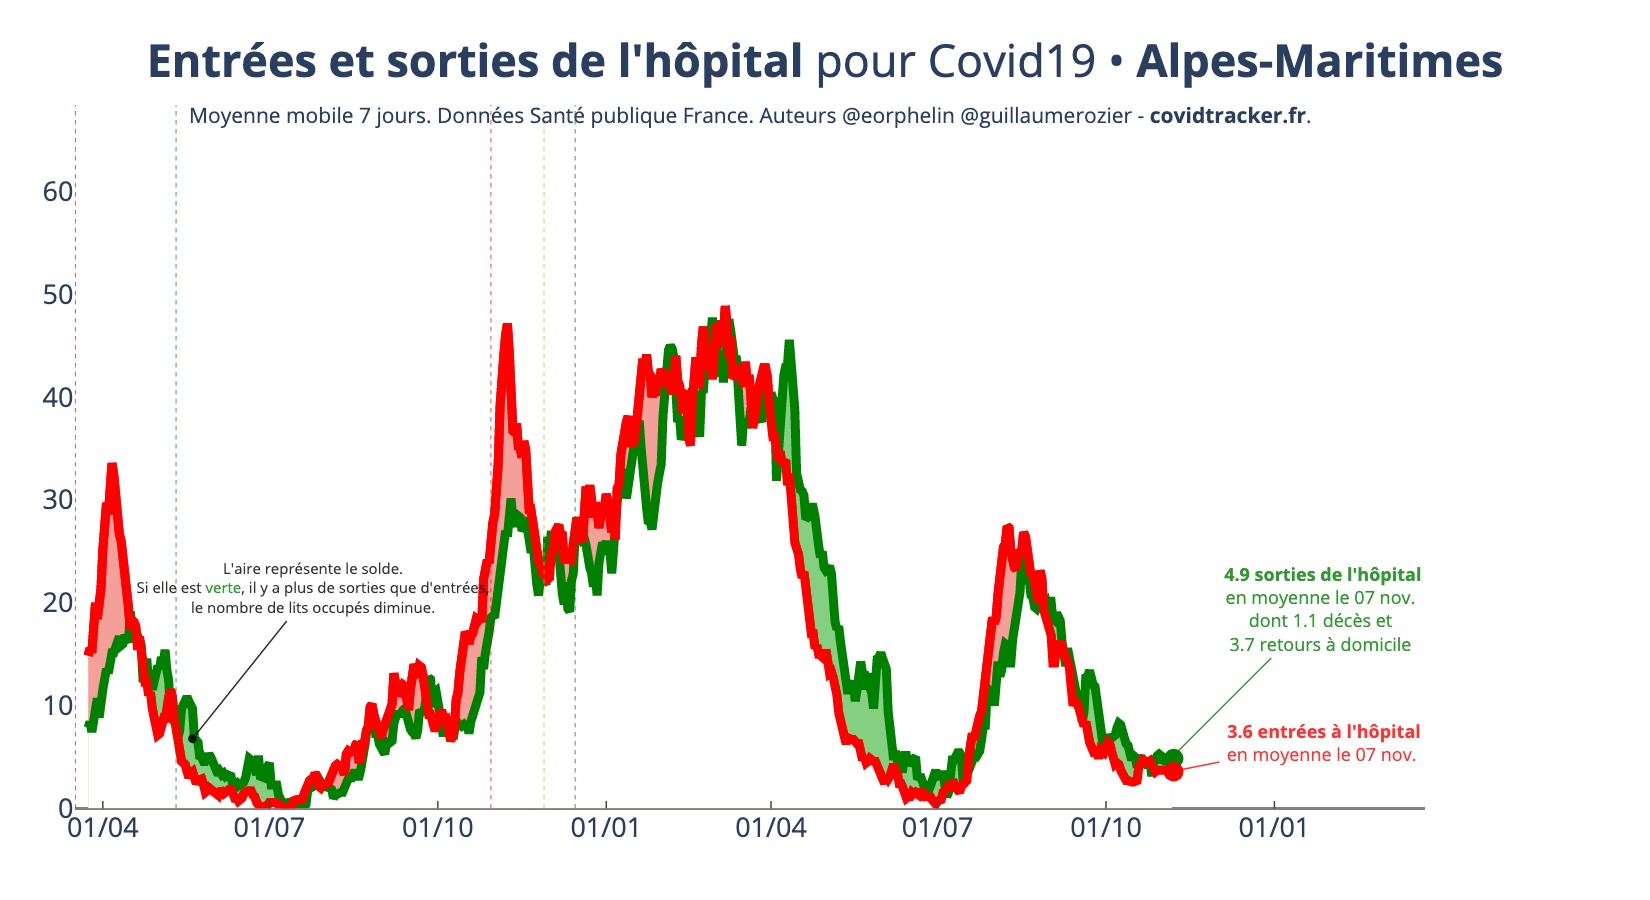 Entrées et sorties de l'hôpital pour Covid19 • Alpes-Maritimes
Moyenne mobile 7 jours. Données Santé publique France. Auteurs @eorphelin @guillaumerozier - covidtracker.fr.
60
50
40
30
20
10
0
L'aire représente le solde.
Si elle est verte, il y a plus de sorties que d'entrées,
le nombre de lits occupés diminue.
4.9 sorties de l'hôpital
en moyenne le 07 nov.
dont 1.1 décès et
3.7 retours à domicile
3.6 entrées à l'hôpital
en moyenne le 07 nov.
01/04 01/07 01/10 01/01 01/04 01/07 01/10 01/01